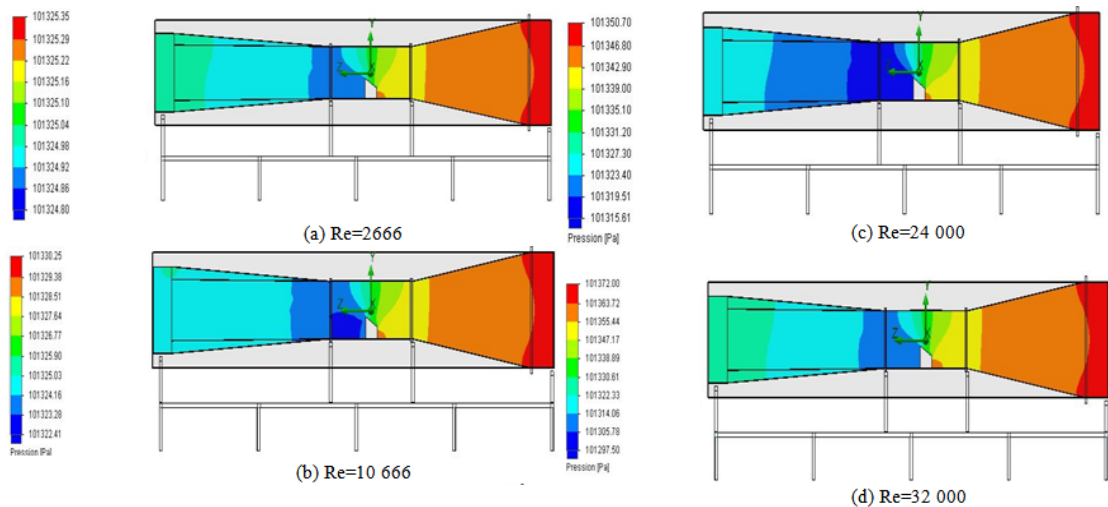 101325.35
101325.29
101325.22
101325.16
101325.10
101325.04
101324.98
101324.92
101324.86
101324.80
Y
Z
X
(a) Re=2666
101350.70
101346.80
101342.90
101339.00
101335.10
101331.20
101327.30
101323.40
101319.51
101315.61
Pression [Pa]
Y
Z
X
(c) Re=24 000
101330.25
101329.38
101328.51
101327.64
101326.77
101325.90
101325.03
101324.16
101323.28
101322.41
Pression [Pa]
Y
Z
X
(b) Re=10 666
101372.00
101363.72
101355.44
101347.17
101338.89
101330.61
101322.33
101314.06
101305.78
101297.50
Pression [Pa]
Y
Z
X
(d) Re=32 000